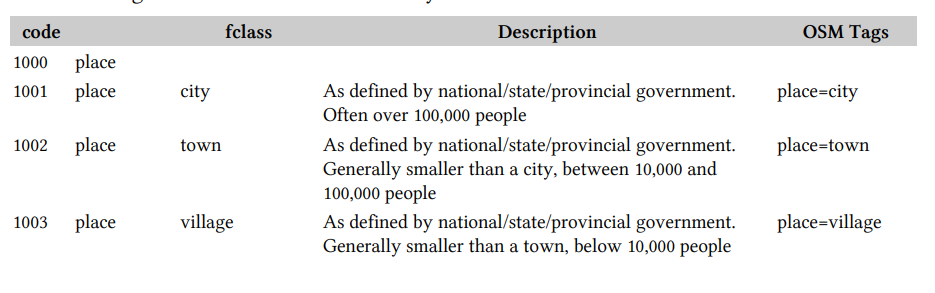 code fclass Description OSM Tags
1000 place
1001 place city As defined by national/state/provincial government. place=city
Often over 100,000 people
1002 place town As defined by national/state/provincial government. place=town
Generally smaller than a city, between 10,000 and
100,000 people
1003 place village As defined by national/state/provincial government. place=village
Generally smaller than a town, below 10,000 people